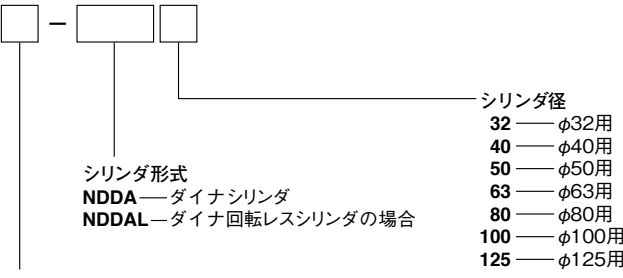 −
シリンダ径
32 ── φ32用
40 ── φ40用
50 ── φ50用
63 ── φ63用
80 ── φ80用
100 ── φ100用
125 ── φ125用
シリンダ形式
NDDA ── ダイナシリンダ
NDDAL ─ ダイナ回転レスシリンダの場合